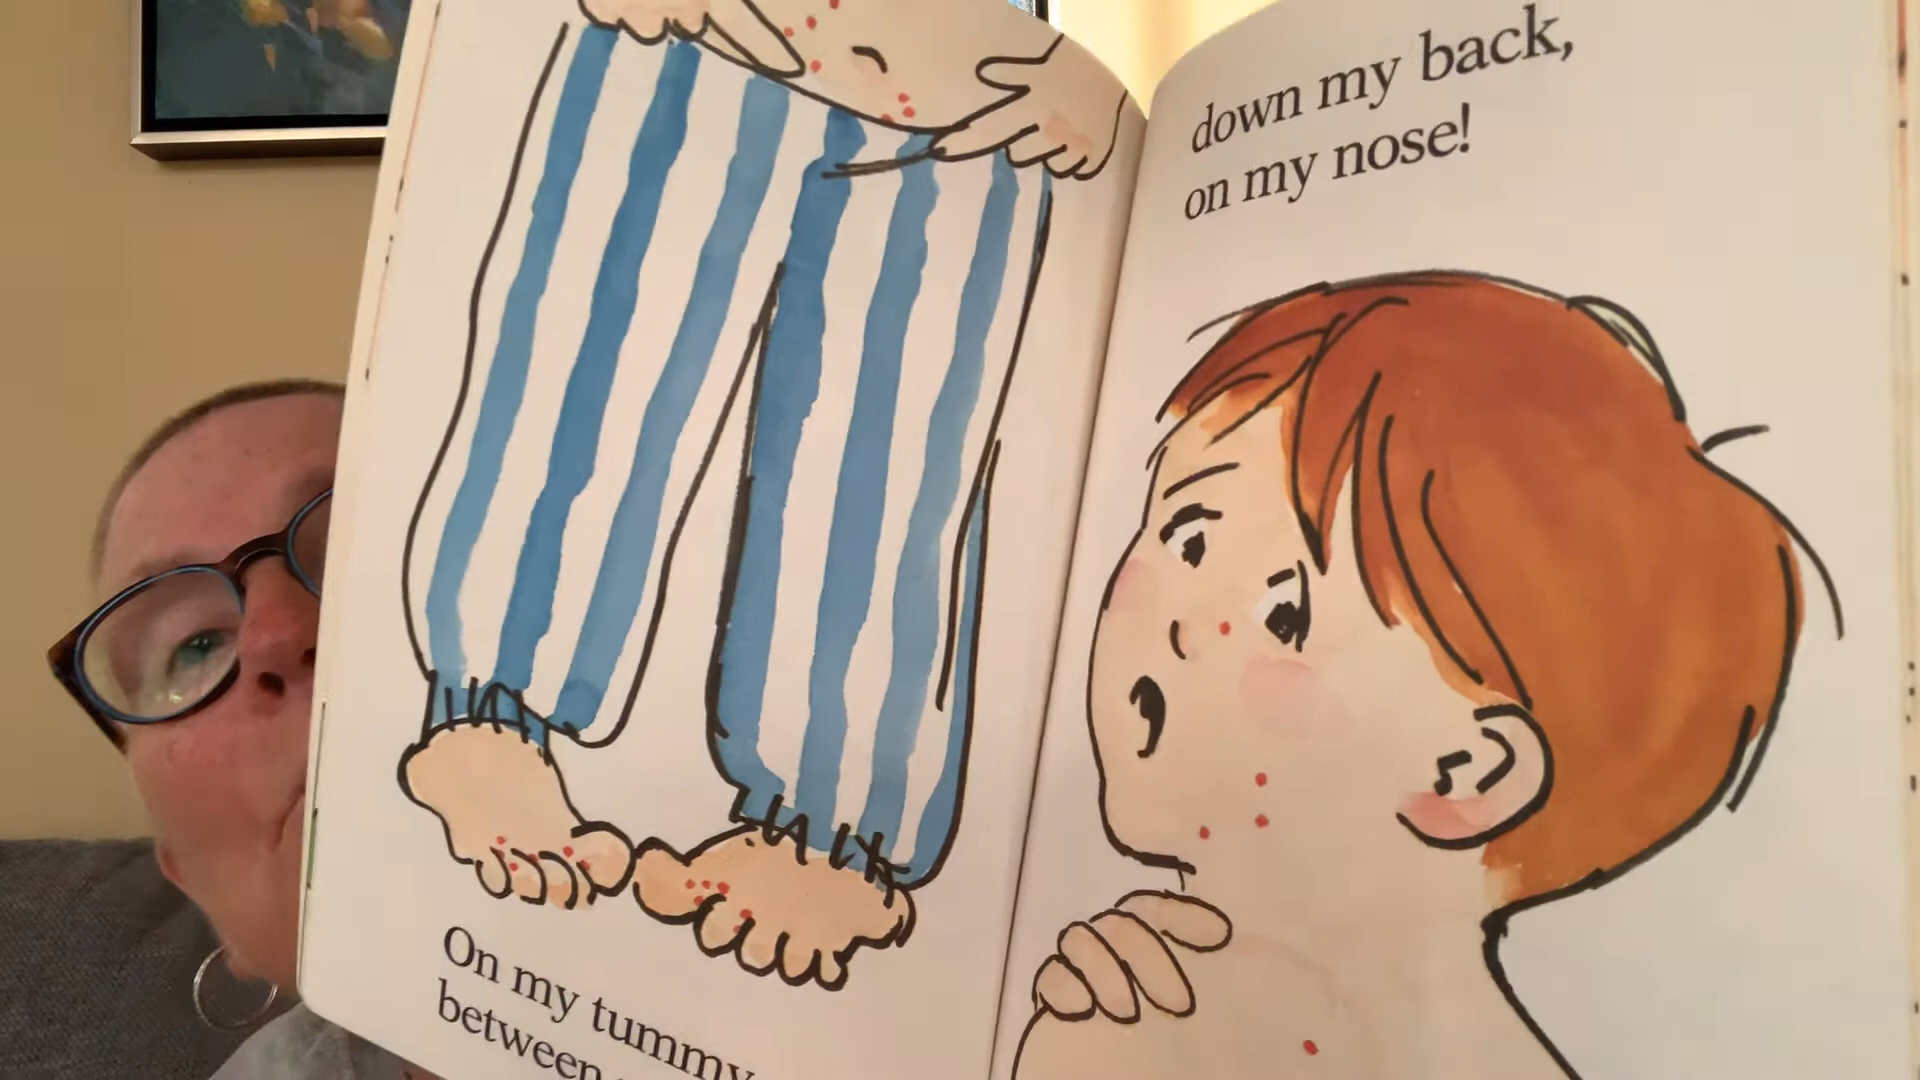 On my tummy
between
down my back,
on my nose!